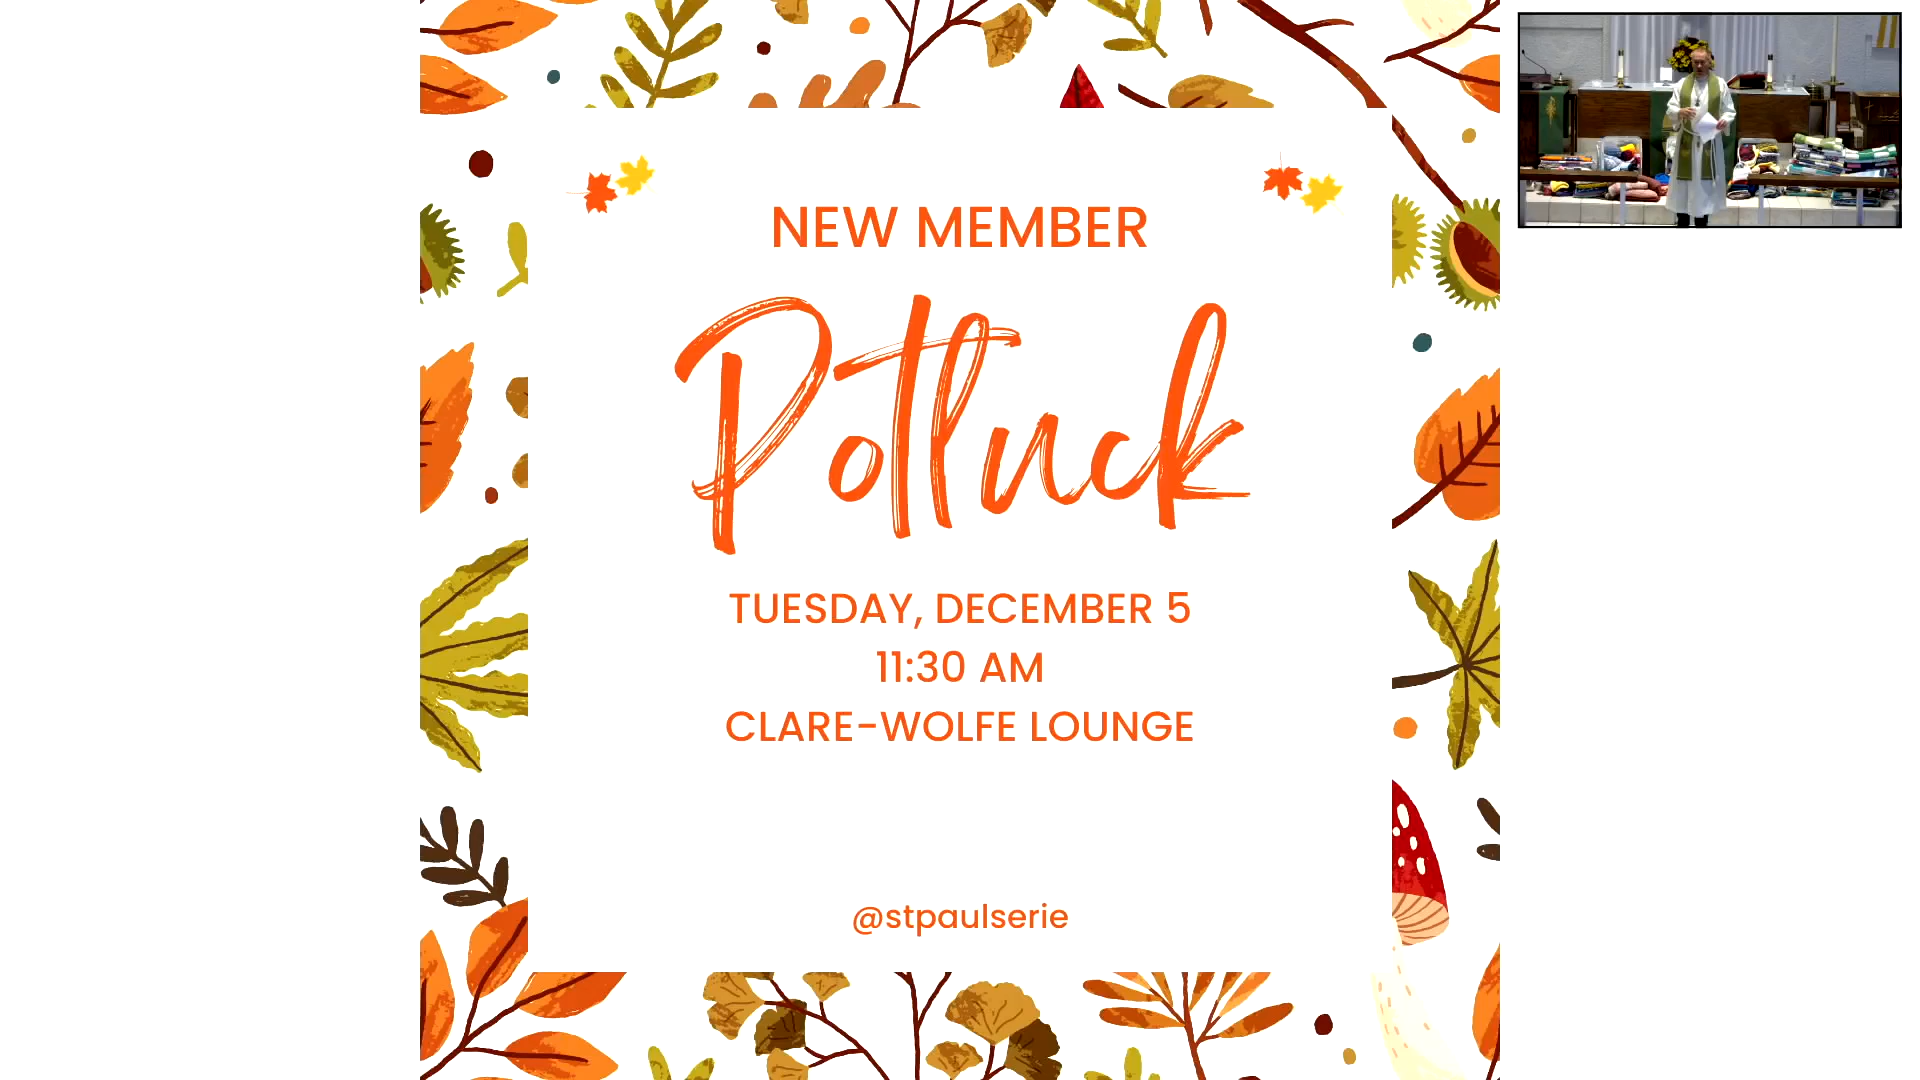 NEW MEMBER
Potluck
TUESDAY, DECEMBER 5
11:30 AM
CLARE-WOLFE LOUNGE
@stpaulserie